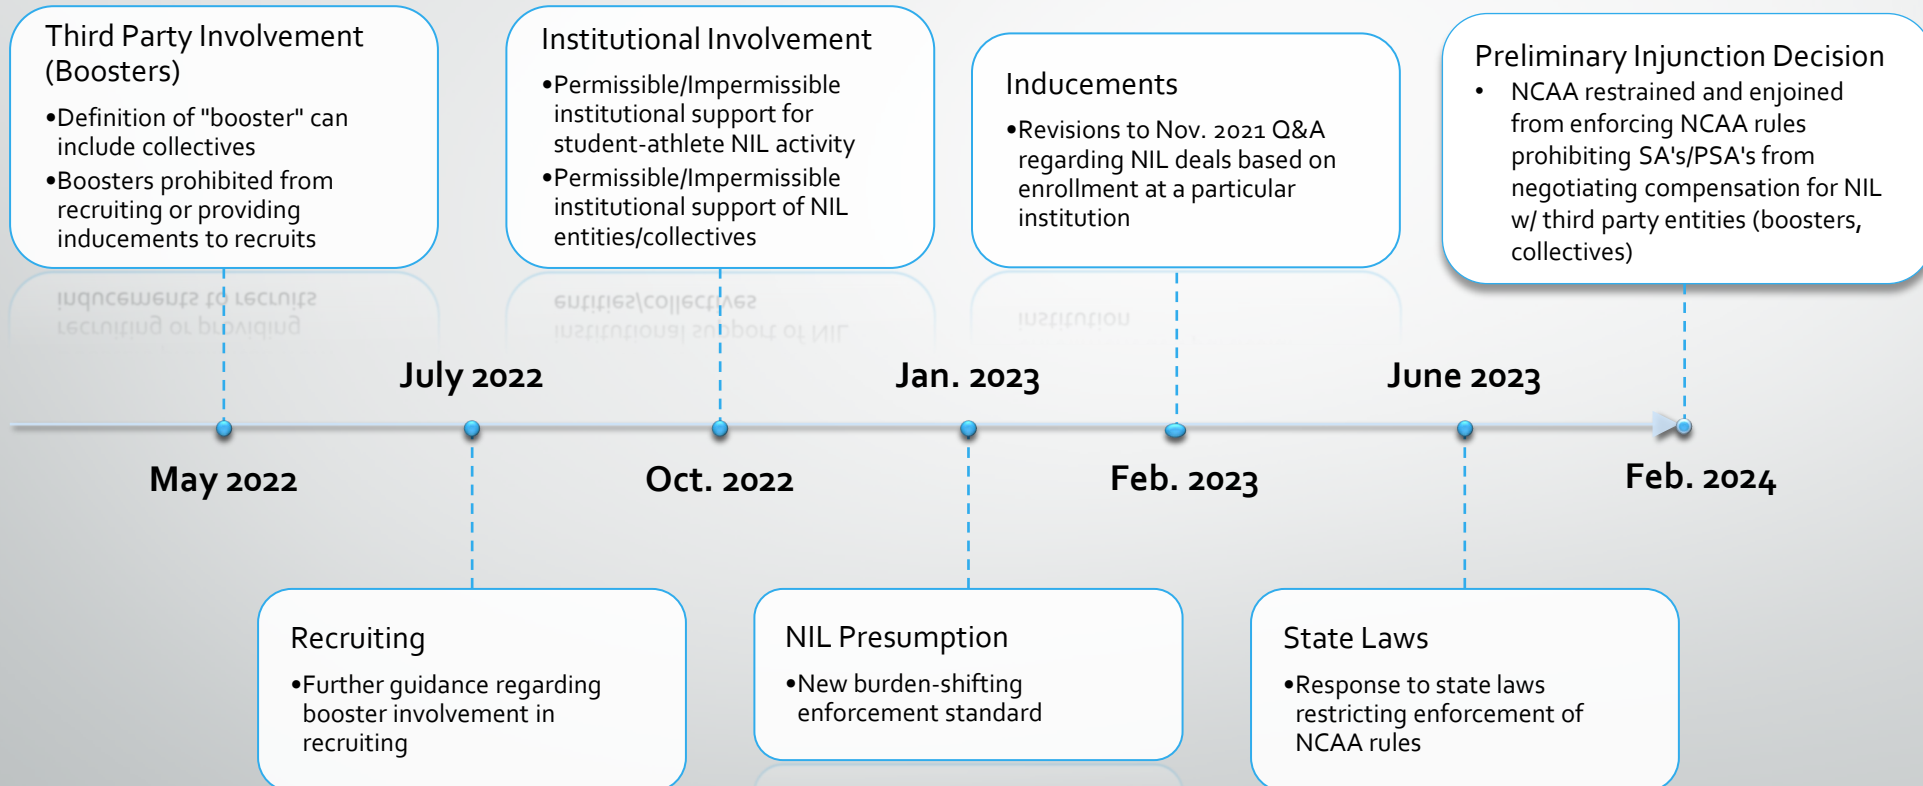 Third Party Involvement
(Boosters)
•Definition of "booster" can
include collectives
•Boosters prohibited from
recruiting or providing
inducements to recruits
Institutional Involvement
•Permissible/Impermissible
institutional support for
student-athlete NIL activity
•Permissible/Impermissible
institutional support of NIL
entities/collectives
Inducements
•Revisions to Nov. 2021 Q&A
regarding NIL deals based on
enrollment at a particular
institution
Preliminary Injunction Decision
• NCAA restrained and enjoined
from enforcing NCAA rules
prohibiting SA's/PSA's from
negotiating compensation for NIL
w/ third party entities (boosters,
collectives)
July 2022
Jan. 2023
June 2023
May 2022
Oct. 2022
Feb. 2023
Feb. 2024
Recruiting
•Further guidance regarding
booster involvement in
recruiting
NIL Presumption
•New burden-shifting
enforcement standard
State Laws
•Response to state laws
restricting enforcement of
NCAA rules